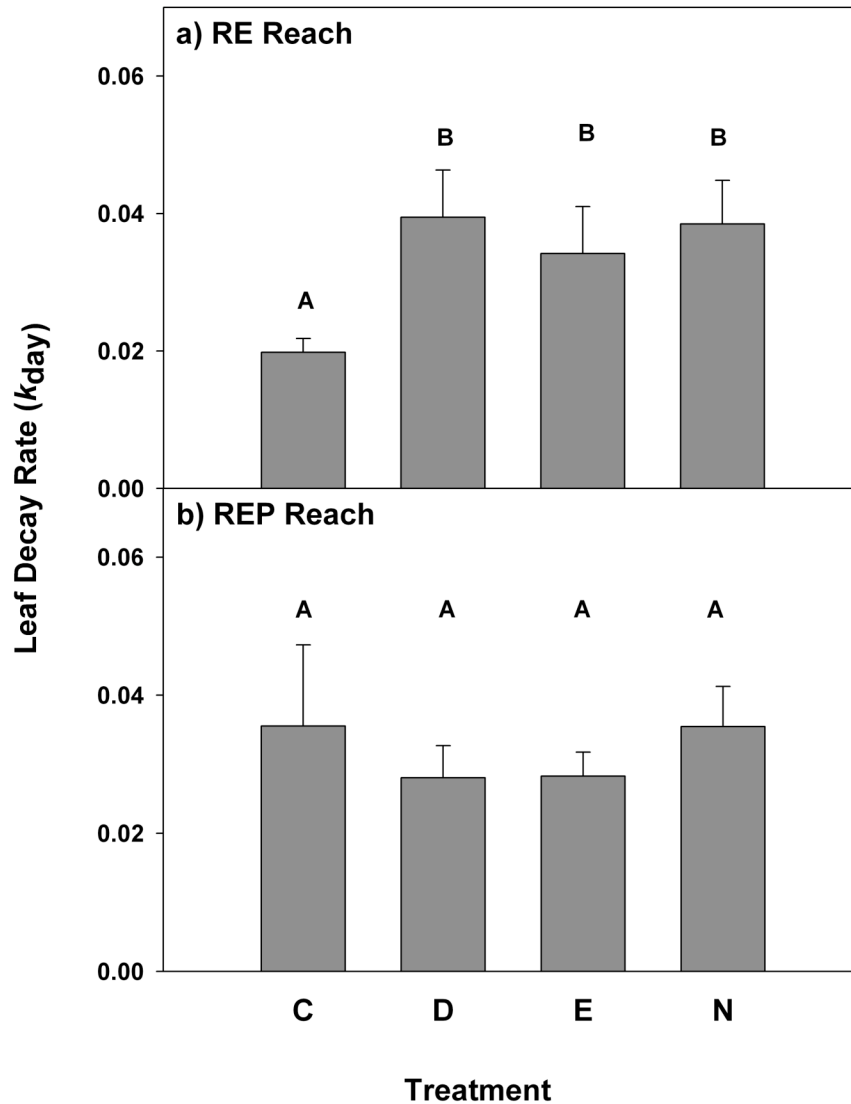 a) RE Reach
0.06
B B B
0.04
A
0.02
0.00
Leaf Decay Rate (kday)
b) REP Reach
0.06
A A A A
0.04
0.02
0.00
C D E N
Treatment